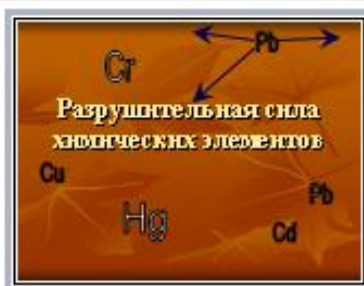 Pb
Cr
Разрушительная сила
химических элементов
Cu
Pb
Hg
Cd